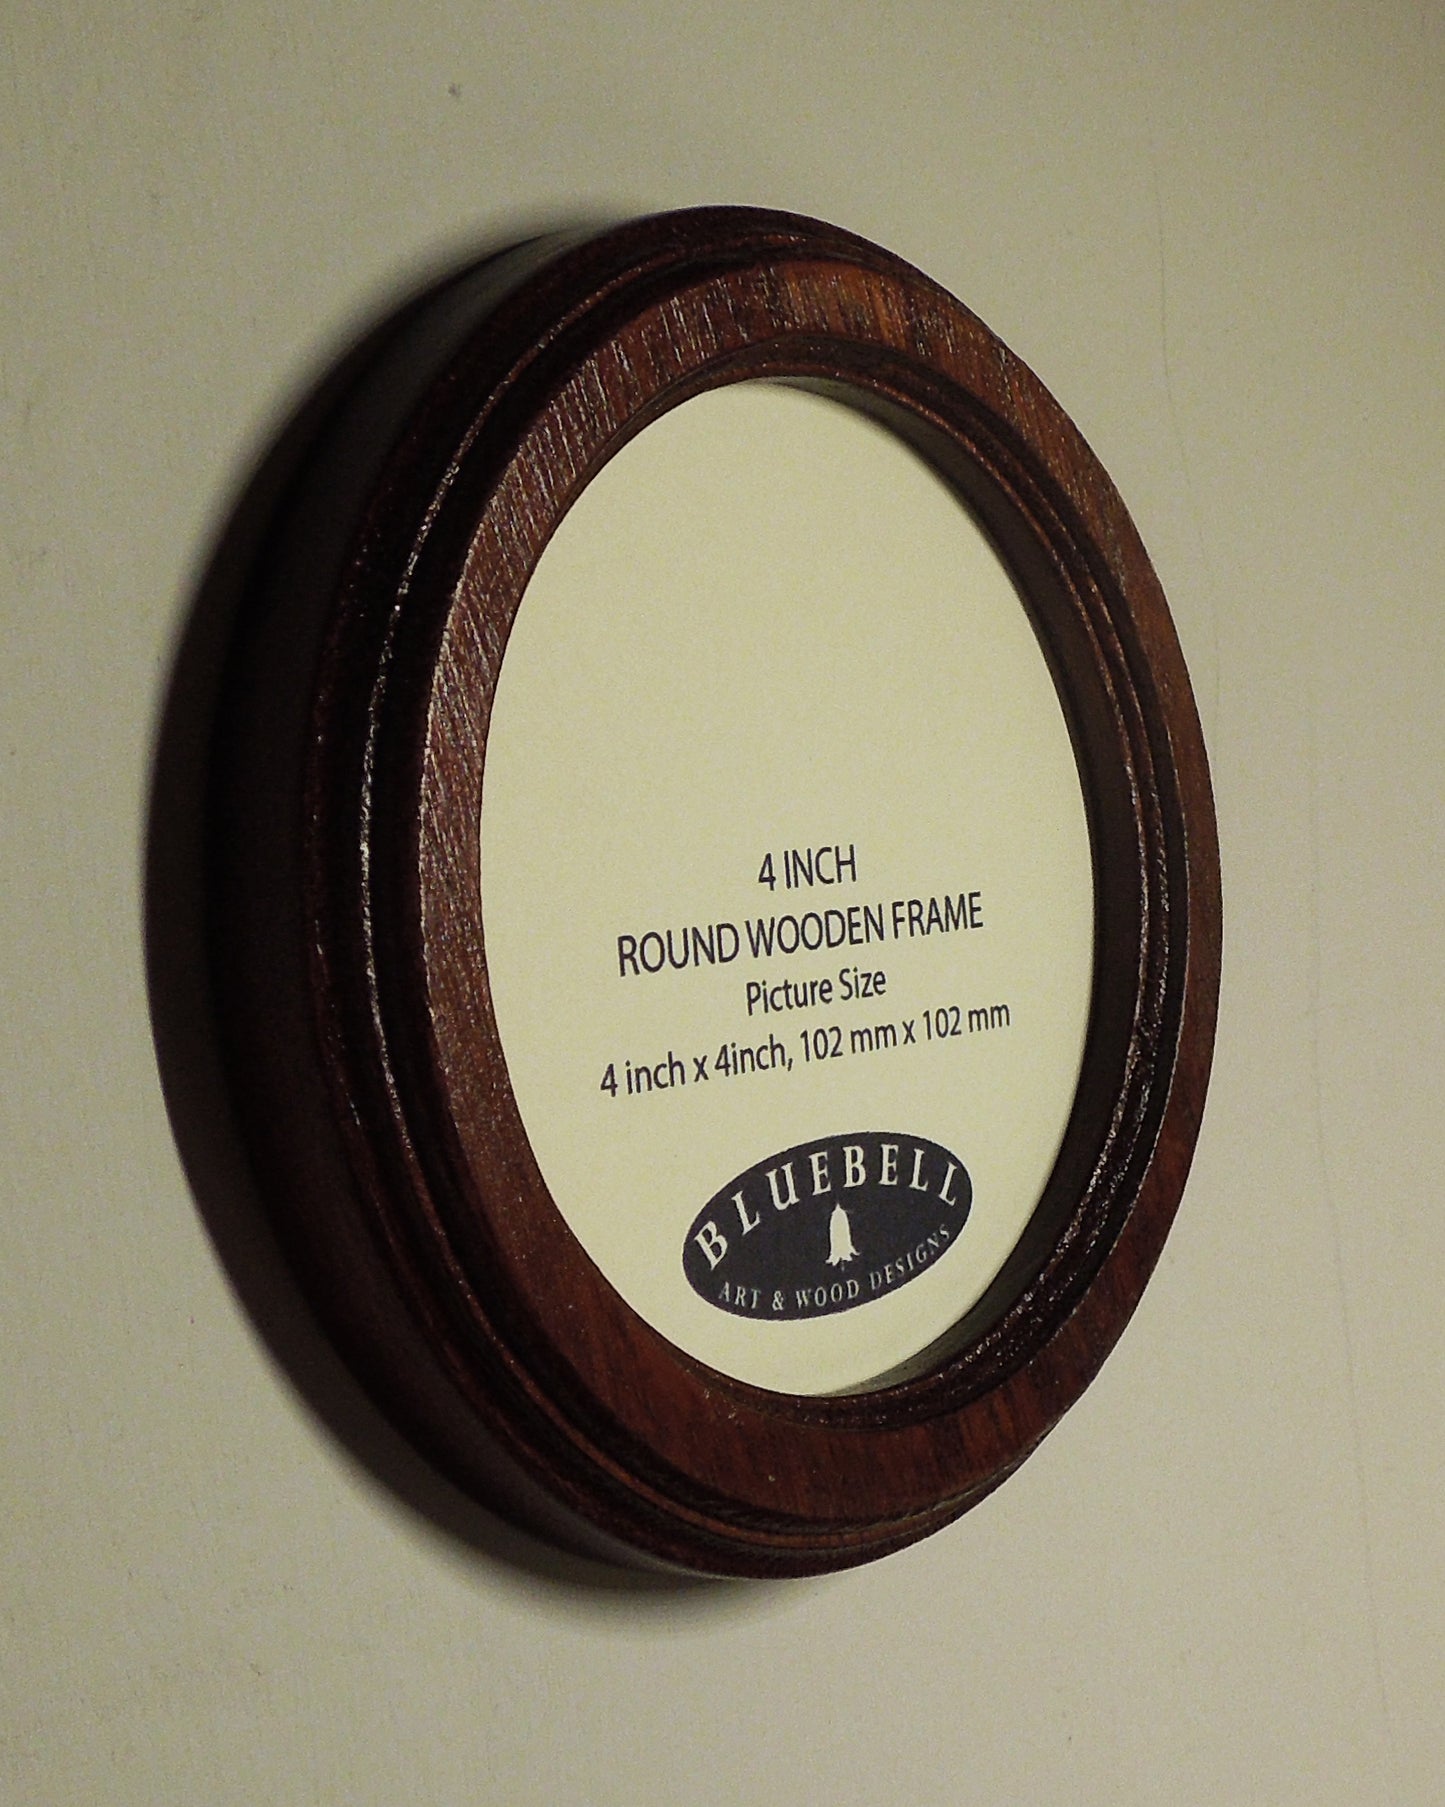 4 INCH
ROUND WOODEN FRAME
Picture Size
4 inch x 4inch, 102 mm x 102 mm
BLUEBELL
ART & WOOD DESIGNS